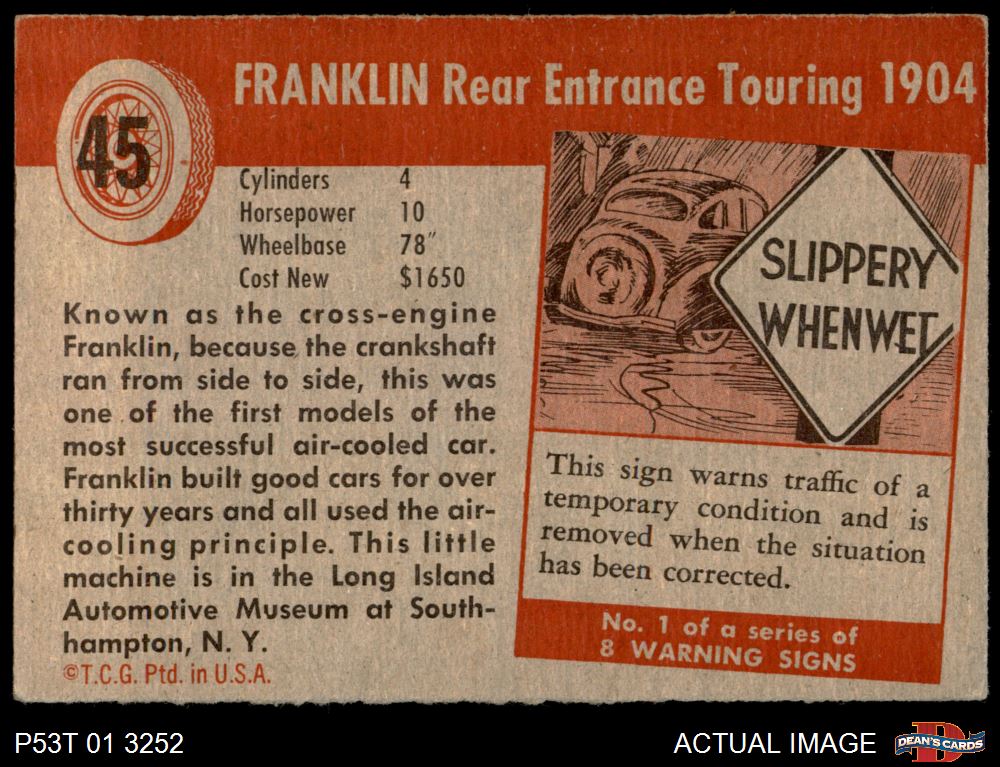 45
FRANKLIN Rear Entrance Touring 1904
Cylinders 4
Horsepower 10
Wheelbase 78"
Cost New $1650
Known as the cross-engine
Franklin, because the crankshaft
ran from side to side, this was
one of the first models of the
most successful air-cooled car.
Franklin built good cars for over
thirty years and all used the air-
cooling principle. This little
machine is in the Long Island
Automotive Museum at South-
hampton, N. Y.
©T.C.G. Ptd. in U.S.A.
SLIPPERY
WHEN WET
This sign warns traffic of a
temporary condition and is
removed when the situation
has been corrected.
No. 1 of a series of
8 WARNING SIGNS
P53T 01 3252
ACTUAL IMAGE
DEAN'S CARDS